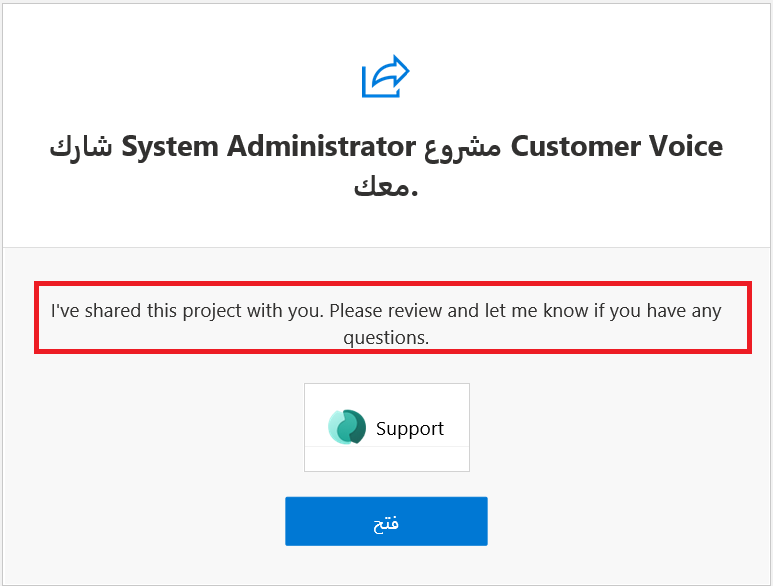 شارك System Administrator مشروع Customer Voice
معك.
I've shared this project with you. Please review and let me know if you have any
questions.
Support
فتح